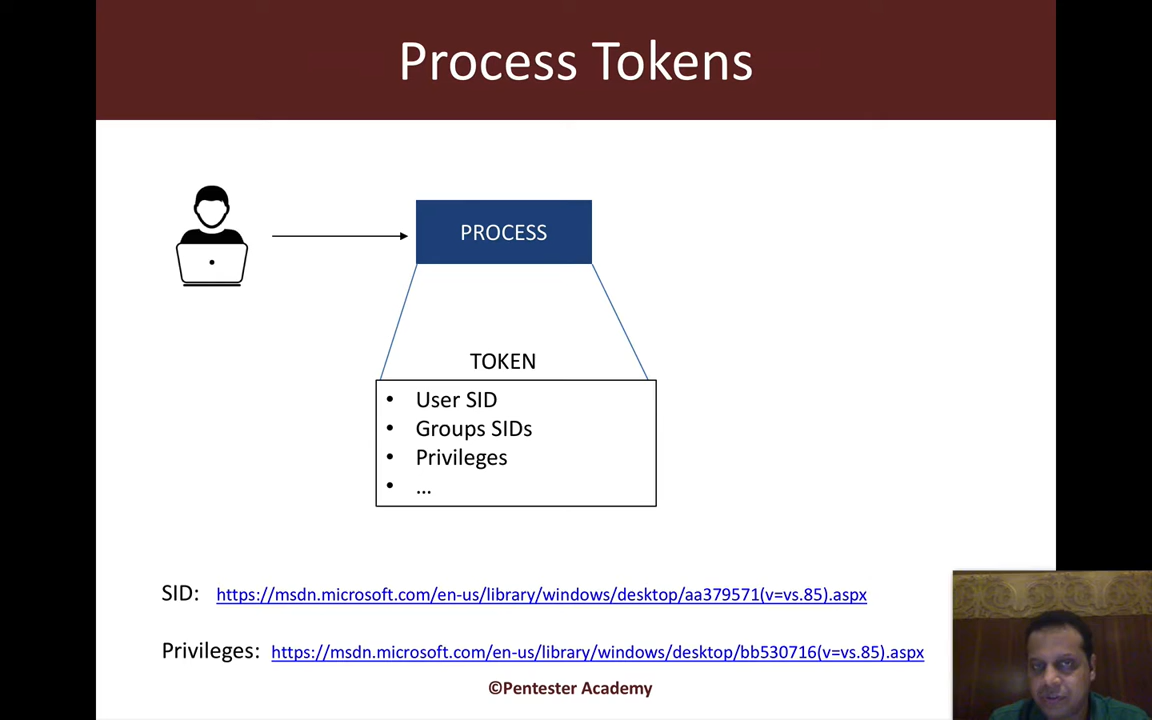 Process Tokens
PROCESS
TOKEN
• User SID
• Groups SIDs
• Privileges
• ...
SID: https://msdn.microsoft.com/en-us/library/windows/desktop/aa379571(v=vs.85).aspx
Privileges: https://msdn.microsoft.com/en-us/library/windows/desktop/bb530716(v=vs.85).aspx
©Pentester Academy